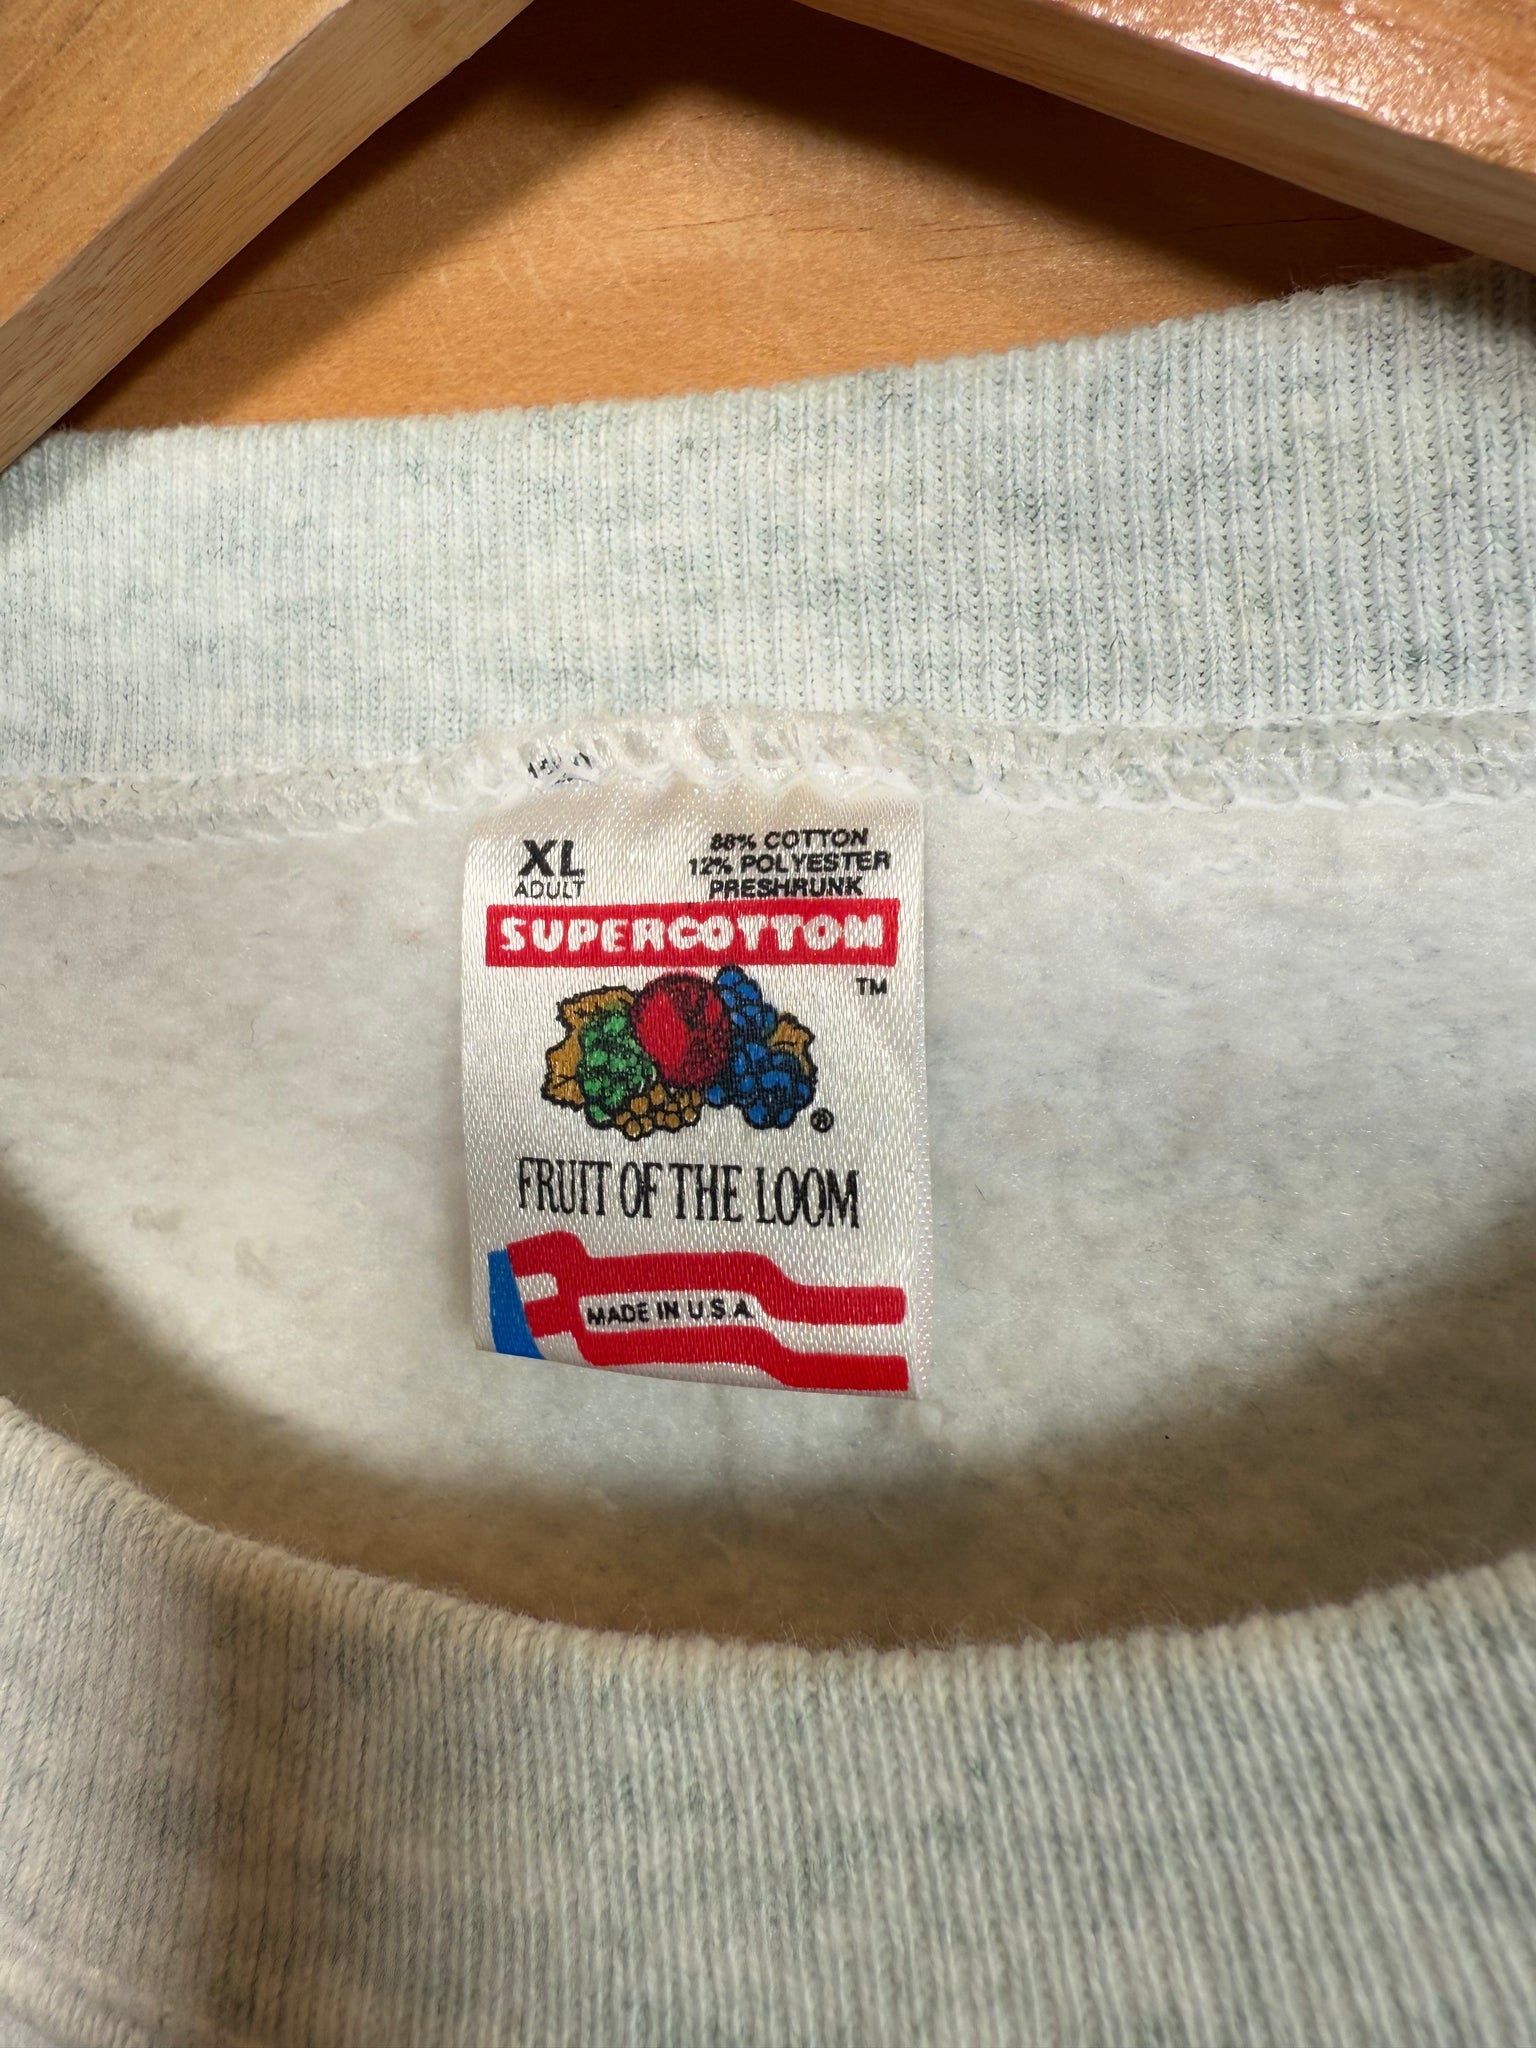 XL
ADULT
88% COTTON
12% POLYESTER
PRESHRUNK
SUPERCOTTON
TM
®
FRUIT OF THE LOOM
MADE IN U.S.A.